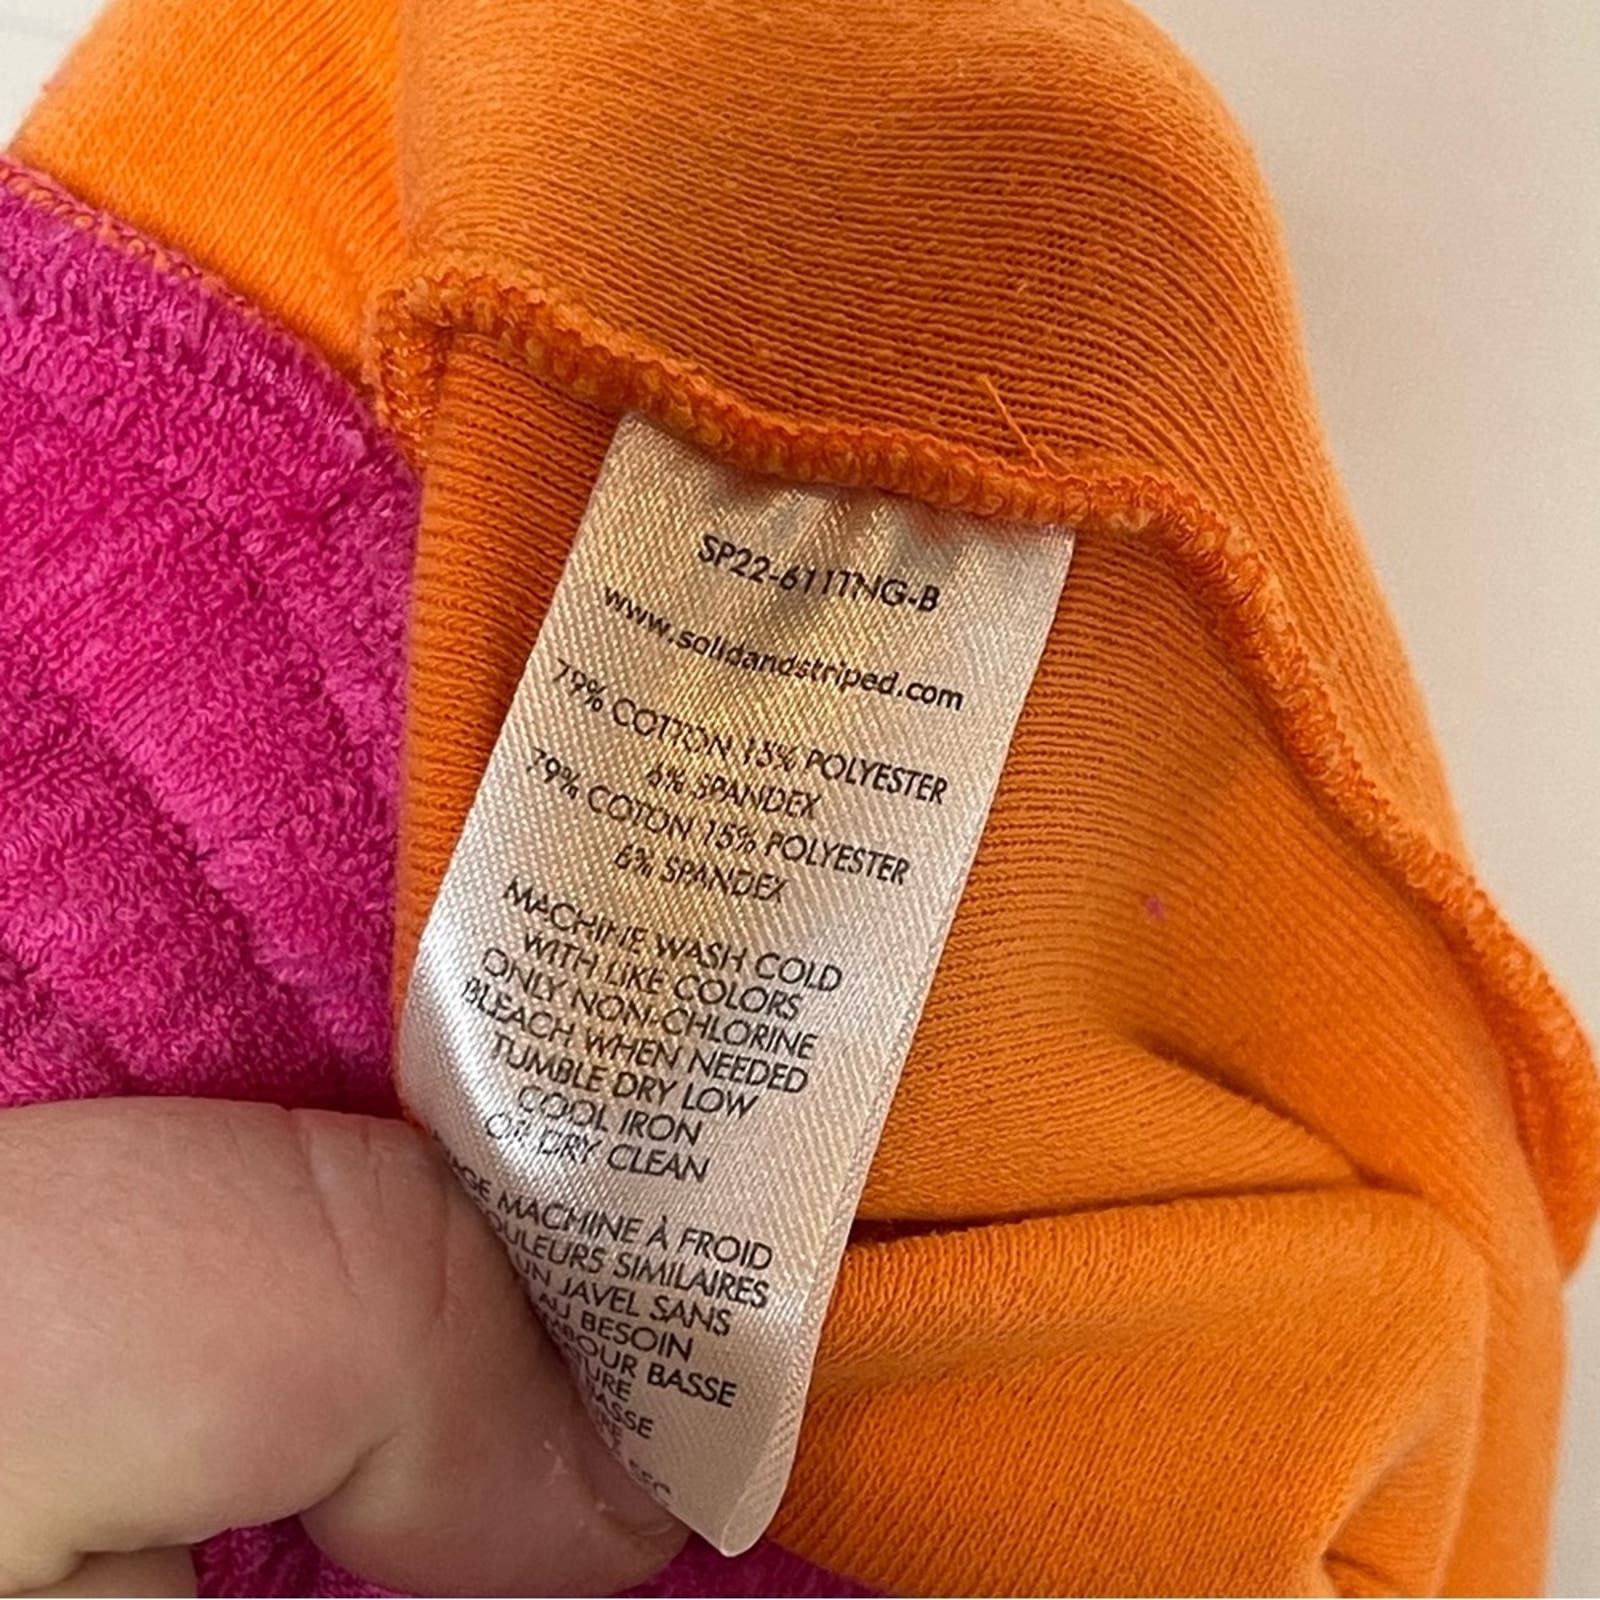 SP22-611TNG-B
www.solidandstriped.com
79% COTTON 15% POLYESTER
6% SPANDEX
79% COTON 15% POLYESTER
6% SPANDEX
MACHINE WASH COLD
WITH LIKE COLORS
ONLY NON-CHLORINE
BLEACH WHEN NEEDED
TUMBLE DRY LOW
COOL IRON
DRY CLEAN
MACHINE À FROID
SIMILAIRES
JAVEL SANS
AU BESOIN
BASSE